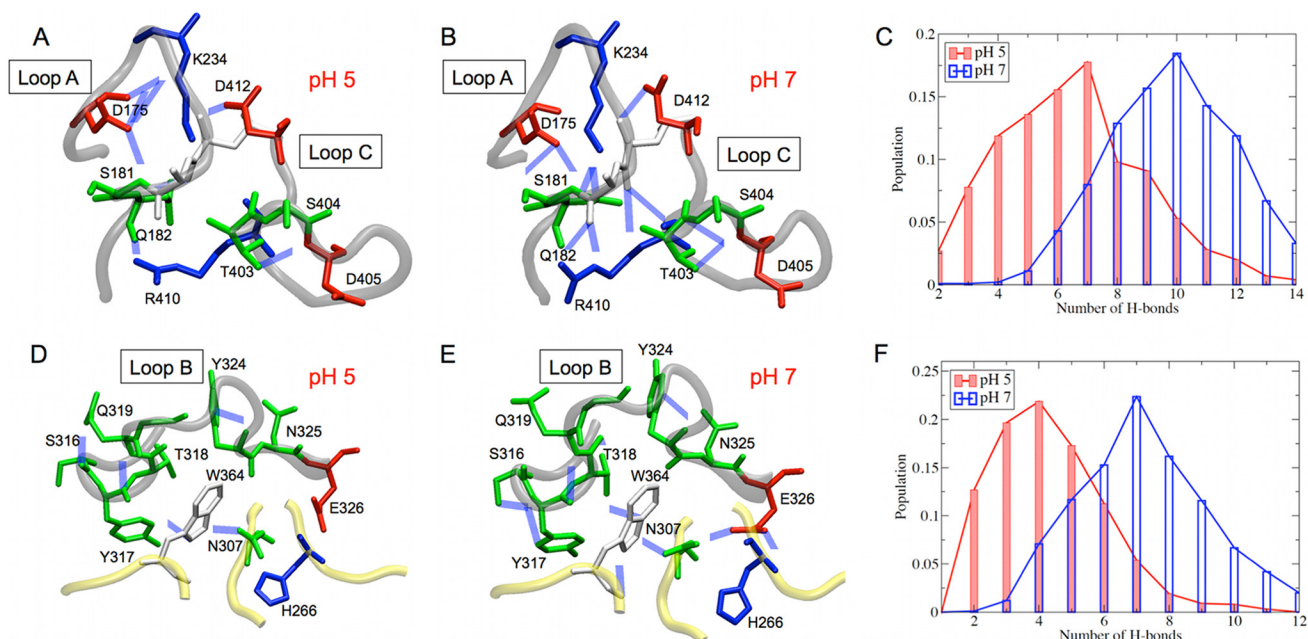 A
Loop A
K234
pH 5
D175
D412
Loop C
S181
S404
Q182
T403
R410
D405
B
Loop A
K234
pH 7
D175
D412
Loop C
S181
S404
Q182
T403
R410
D405
C
pH 5
pH 7
Population
0.2
0.15
0.1
0.05
0
2 4 6 8 10 12 14
Number of H-bonds
D
Loop B
Y324
pH 5
Q319
S316
N325
T318
W364
E326
Y317
N307
H266
E
Loop B
Y324
pH 7
Q319
N325
S316
T318
W364
E326
N307
Y317
H266
F
pH 5
pH 7
Population
0.25
0.2
0.15
0.1
0.05
0
2 4 6 8 10 12
Number of H-bonds